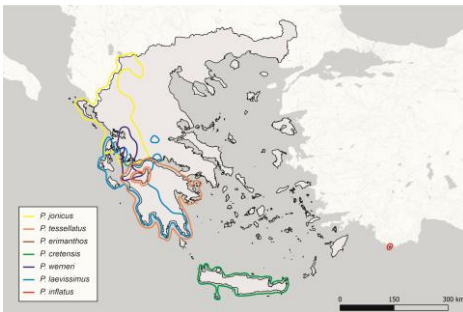 P. jonicus
P. tessellatus
P. erimanthos
P. cretensis
P. werneri
P. laevissimus
P. inflatus
0 150 300 km